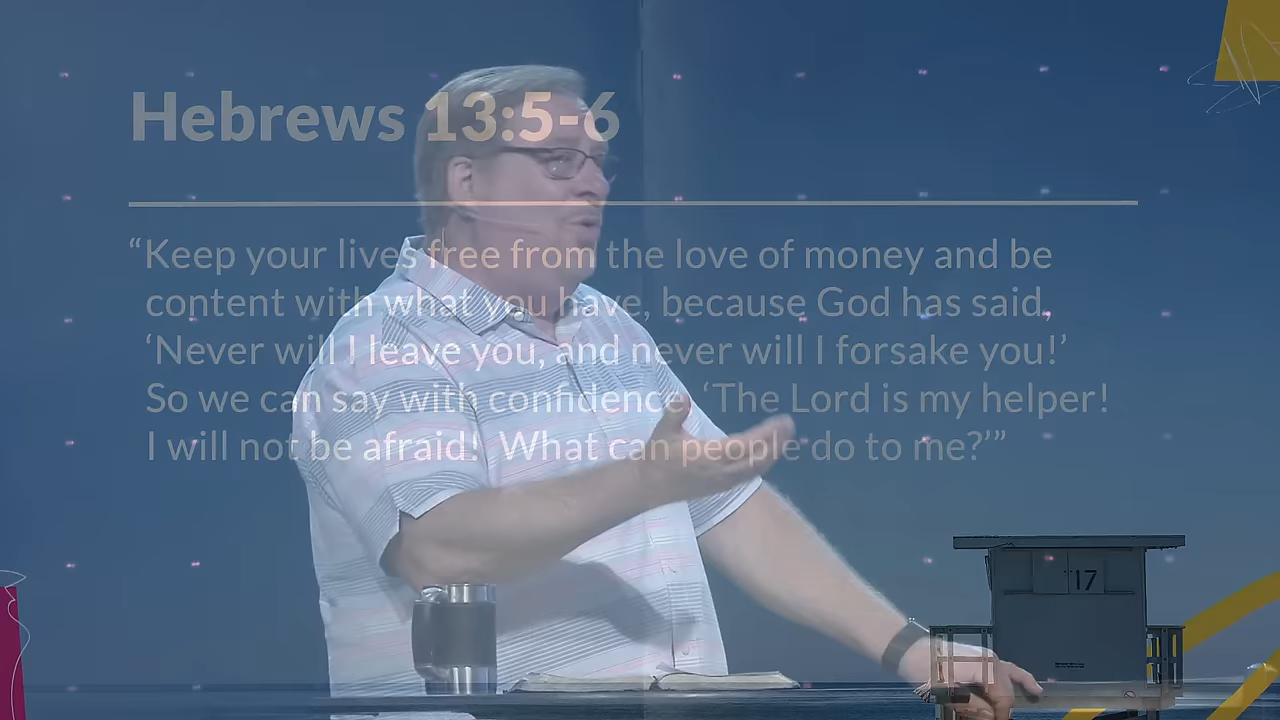 Hebrews 13:5-6
“Keep your lives free from the love of money and be
content with what you have, because God has said,
‘Never will I leave you, and never will I forsake you!’
So we can say with confidence, ‘The Lord is my helper!
I will not be afraid!  What can people do to me?’”
17